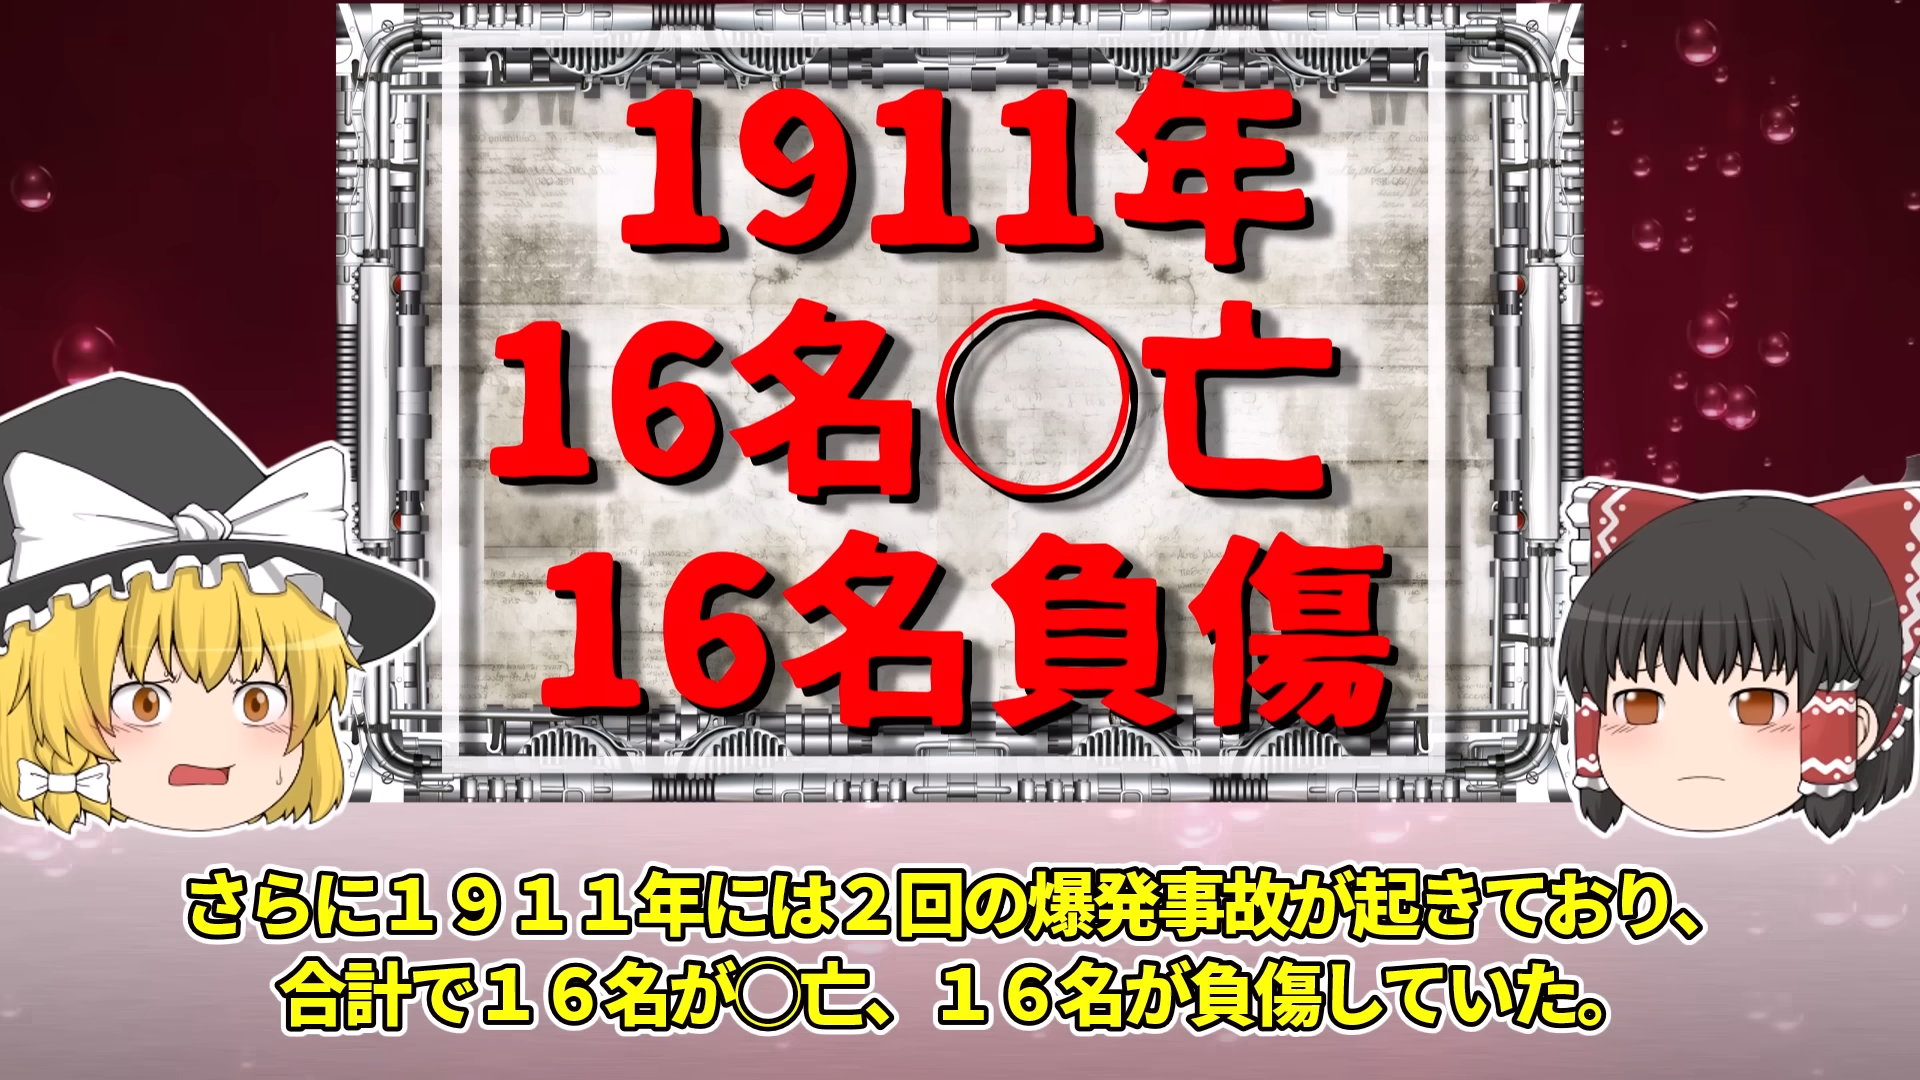 1911年
16名◯亡
16名負傷
さらに１９１１年には２回の爆発事故が起きており、
合計で１６名が◯亡、１６名が負傷していた。